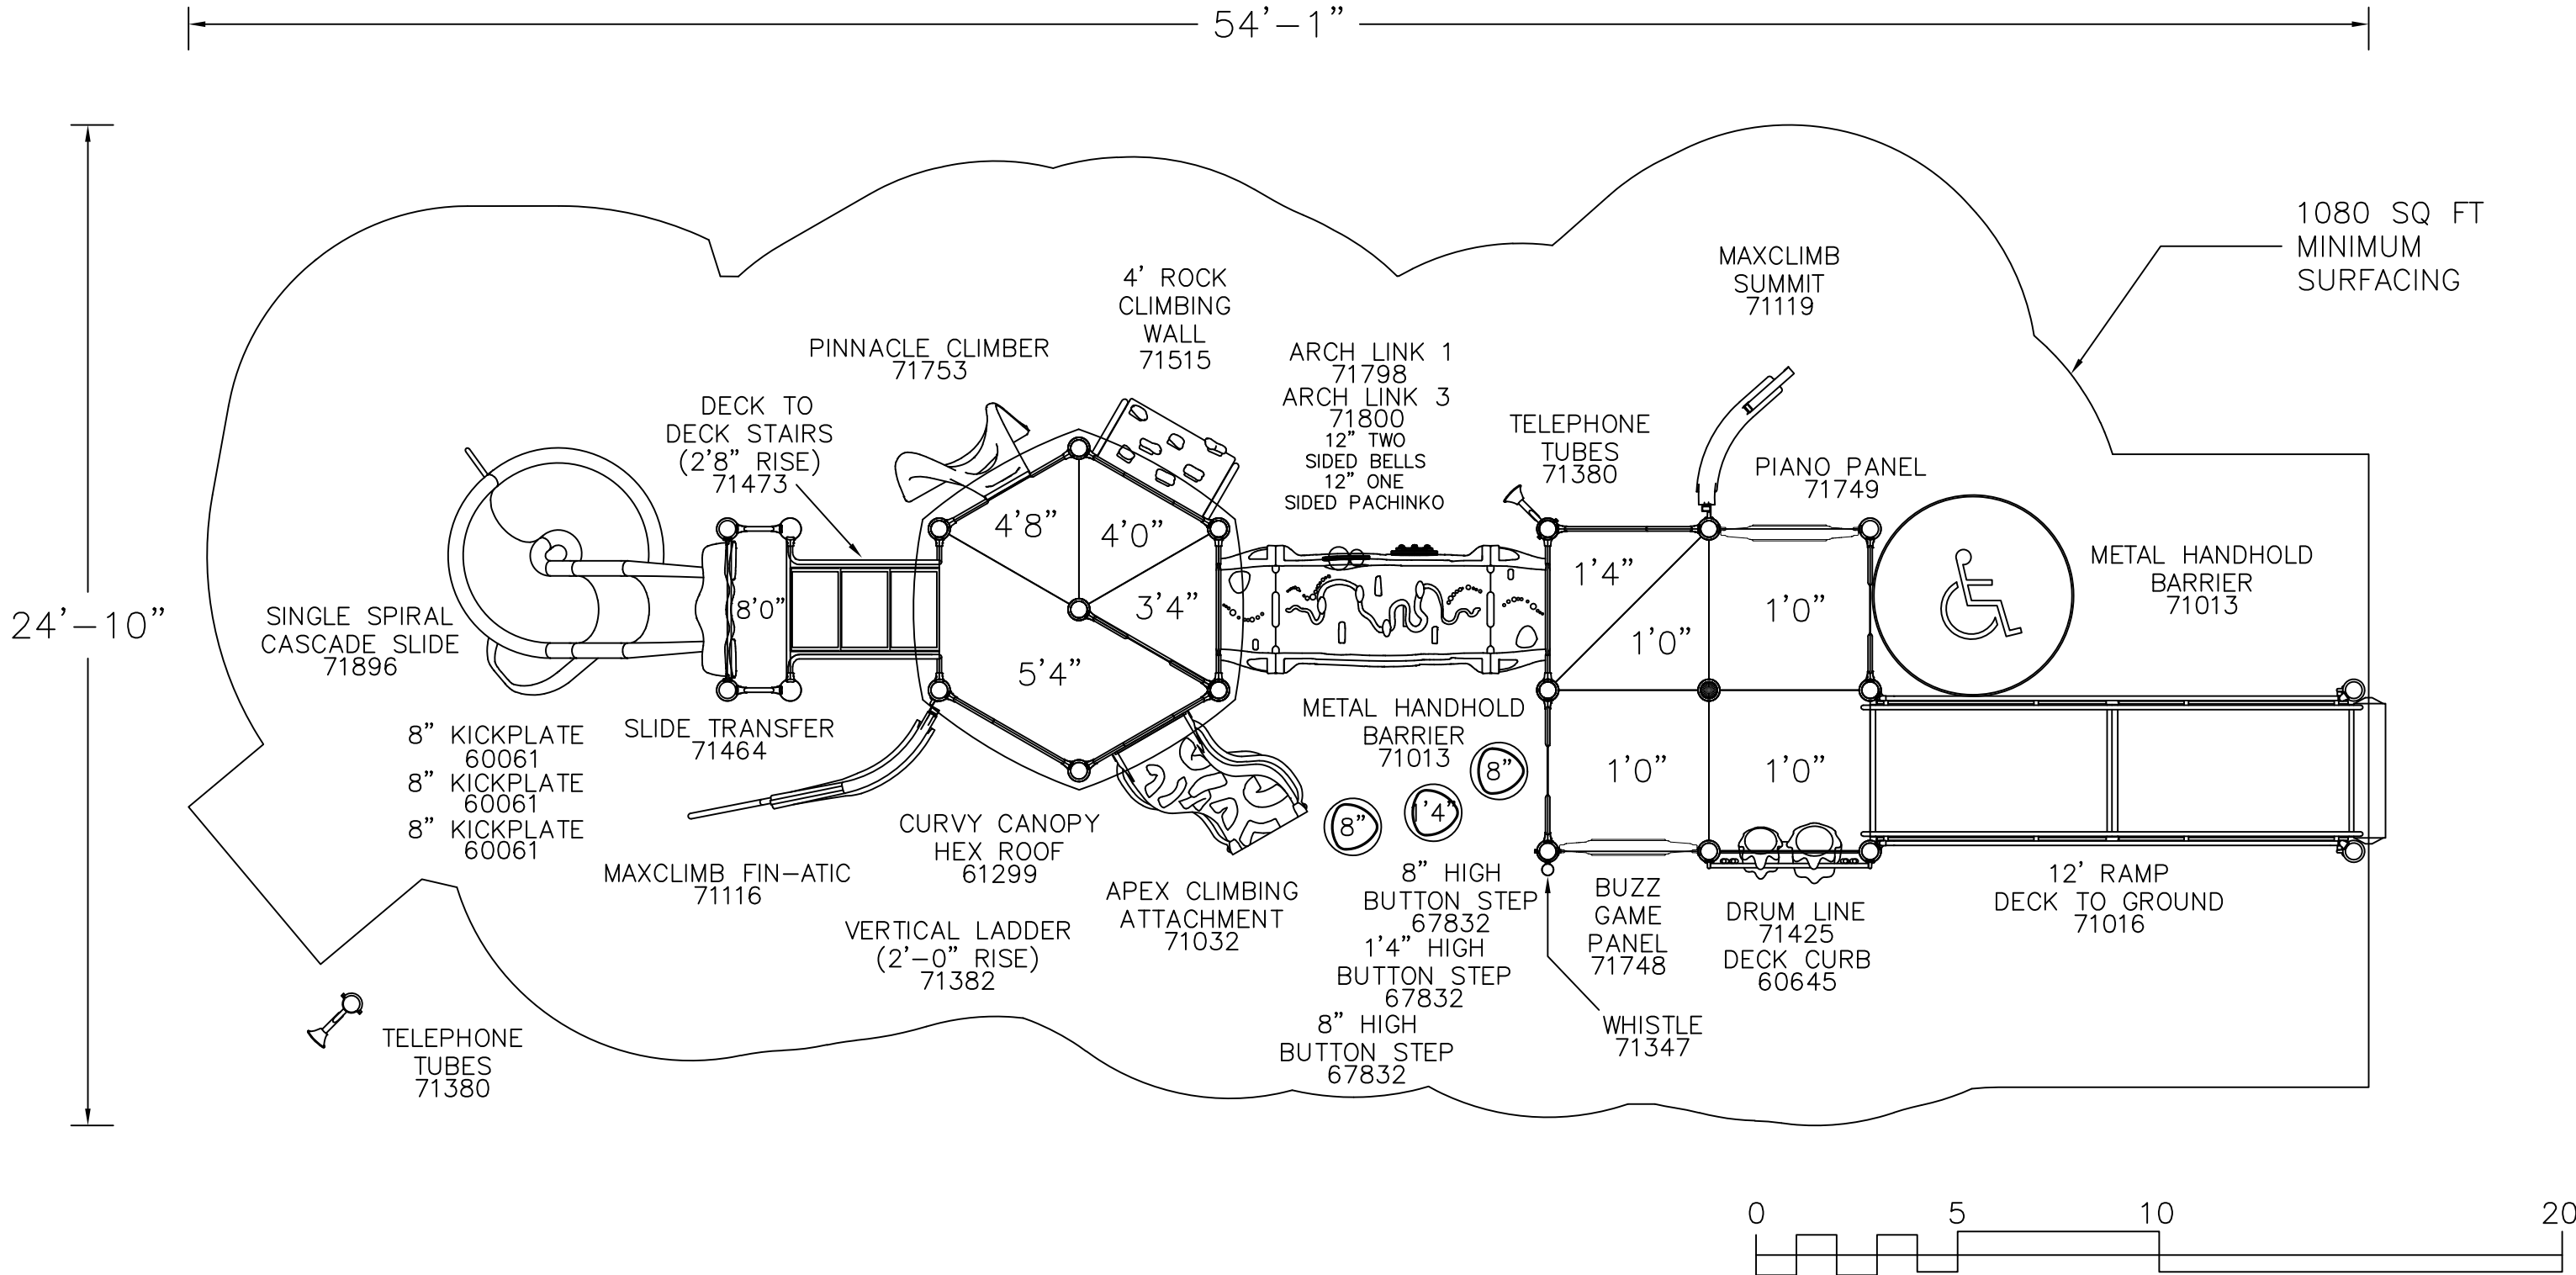 54'-1"
24'-10"
1080 SQ FT
MINIMUM
SURFACING
MAXCLIMB
SUMMIT
71119
4' ROCK
CLIMBING
WALL
71515
PINNACLE CLIMBER
71753
ARCH LINK 1
71798
ARCH LINK 3
71800
12" TWO
SIDED BELLS
12" ONE
SIDED PACHINKO
DECK TO
DECK STAIRS
(2'8" RISE)
71473
TELEPHONE
TUBES
71380
PIANO PANEL
71749
METAL HANDHOLD
BARRIER
71013
4'8"
4'0"
3'4"
5'4"
8'0"
1'4"
1'0"
1'0"
1'0"
1'0"
SINGLE SPIRAL
CASCADE SLIDE
71896
SLIDE TRANSFER
71464
8" KICKPLATE
60061
8" KICKPLATE
60061
8" KICKPLATE
60061
METAL HANDHOLD
BARRIER
71013
8"
1'4"
8"
MAXCLIMB FIN-ATIC
71116
CURVY CANOPY
HEX ROOF
61299
VERTICAL LADDER
(2'-0" RISE)
71382
APEX CLIMBING
ATTACHMENT
71032
8" HIGH
BUTTON STEP
67832
1'4" HIGH
BUTTON STEP
67832
8" HIGH
BUTTON STEP
67832
BUZZ
GAME
PANEL
71748
DRUM LINE
71425
DECK CURB
60645
12' RAMP
DECK TO GROUND
71016
WHISTLE
71347
TELEPHONE
TUBES
71380
0 5 10 20